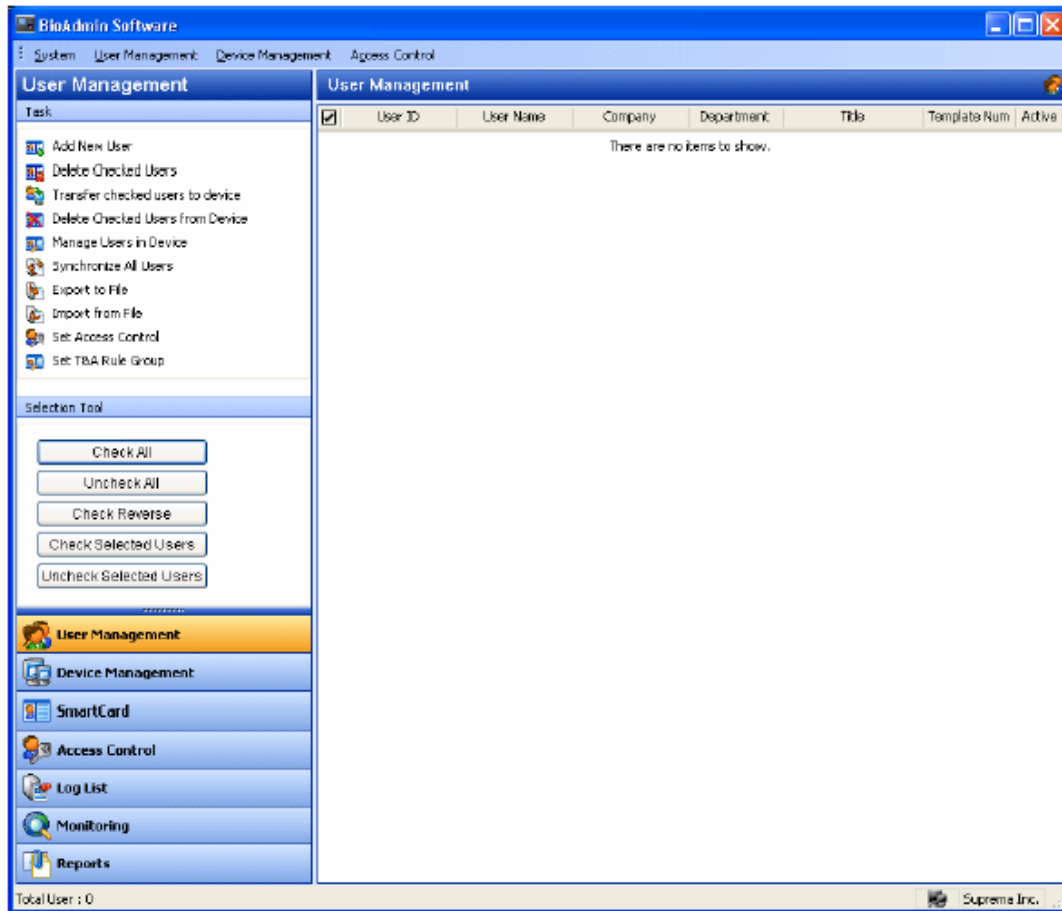 BioAdmin Software
System User Management Device Management Access Control
User Management
User Management
Task
User ID User Name Company Department Title Template Num Active
There are no items to show.
Add New User
Delete Checked Users
Transfer checked users to device
Delete Checked Users from Device
Manage Users in Device
Synchronize All Users
Export to File
Import from File
Set Access Control
Set T&A Rule Group
Selection Tool
Check All
Uncheck All
Check Reverse
Check Selected Users
Uncheck Selected Users
User Management
Device Management
SmartCard
Access Control
Log List
Monitoring
Reports
Total User : 0
Suprema Inc.